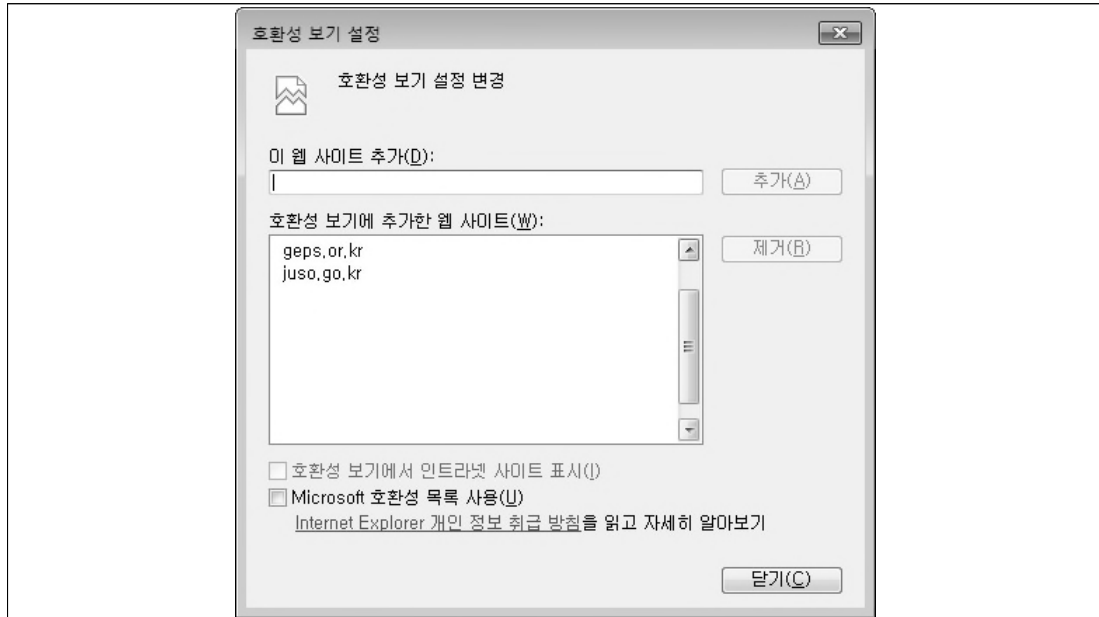 호환성 보기 설정
호환성 보기 설정 변경
이 웹 사이트 추가(D):
추가(A)
호환성 보기에 추가한 웹 사이트(W):
geps.or.kr
juso.go.kr
제거(R)
호환성 보기에서 인트라넷 사이트 표시(I)
Microsoft 호환성 목록 사용(U)
Internet Explorer 개인 정보 취급 방침을 읽고 자세히 알아보기
닫기(C)